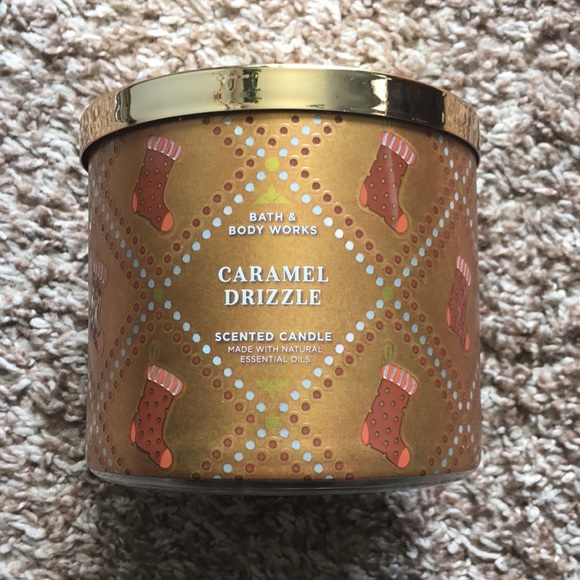 BATH &
BODY WORKS
CARAMEL
DRIZZLE
SCENTED CANDLE
MADE WITH NATURAL
ESSENTIAL OILS